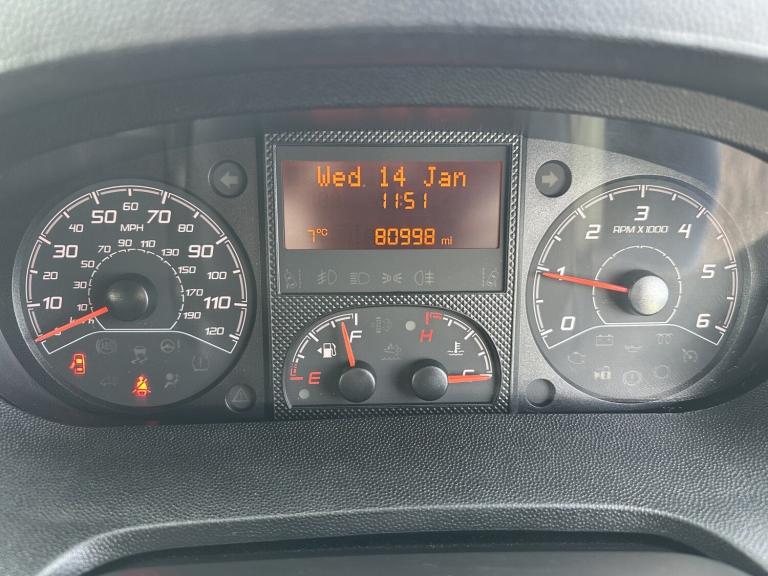 Wed 14 Jan
11:51
7°C 80998 mi
0 10 20 30 40 50 60 70 80 90 100 110 120
MPH
10 30 50 70 90 110 130 150 170 190
km/h
E F
H C
0 1 2 3 4 5 6
RPM X 1000